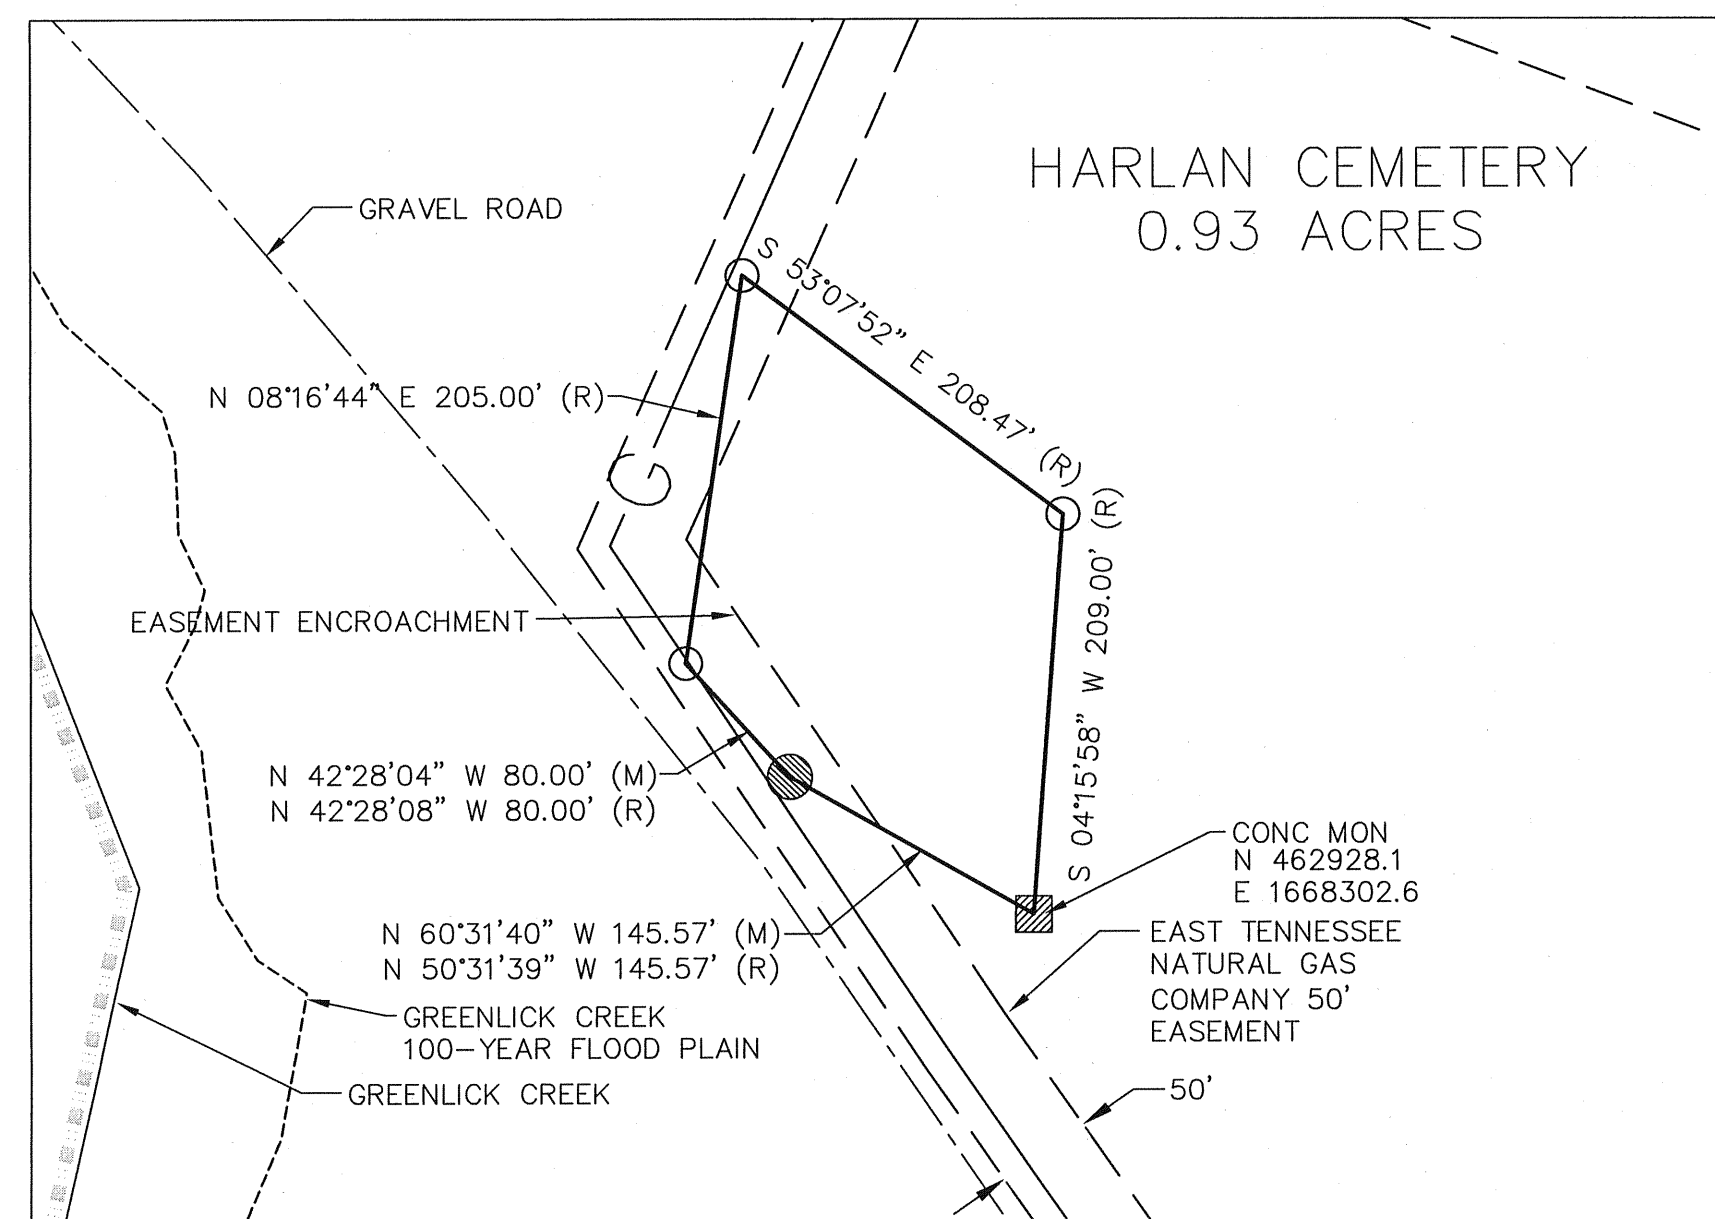 HARLAN CEMETERY
0.93 ACRES
GRAVEL ROAD
S 53°07'52" E 208.47' (R)
N 08°16'44" E 205.00' (R)
G
S 04°15'58" W 209.00' (R)
EASEMENT ENCROACHMENT
N 42°28'04" W 80.00' (M)
N 42°28'08" W 80.00' (R)
CONC MON
N 462928.1
E 1668302.6
N 60°31'40" W 145.57' (M)
N 50°31'39" W 145.57' (R)
EAST TENNESSEE
NATURAL GAS
COMPANY 50'
EASEMENT
GREENLICK CREEK
100-YEAR FLOOD PLAIN
GREENLICK CREEK
50'